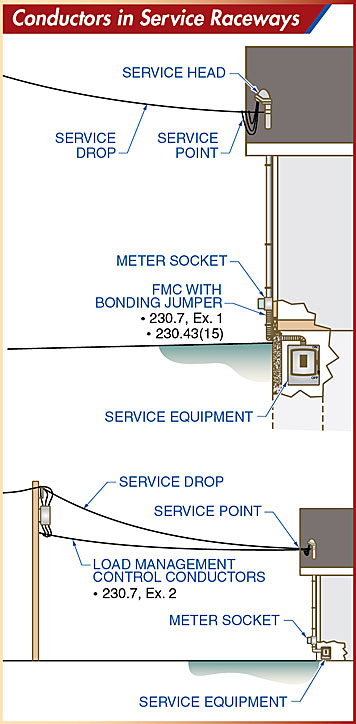 Conductors in Service Raceways
SERVICE HEAD
SERVICE
DROP
SERVICE
POINT
METER SOCKET
FMC WITH
BONDING JUMPER
• 230.7, Ex. 1
• 230.43(15)
ON
OFF
SERVICE EQUIPMENT
SERVICE DROP
SERVICE POINT
LOAD MANAGEMENT
CONTROL CONDUCTORS
• 230.7, Ex. 2
METER SOCKET
SERVICE EQUIPMENT